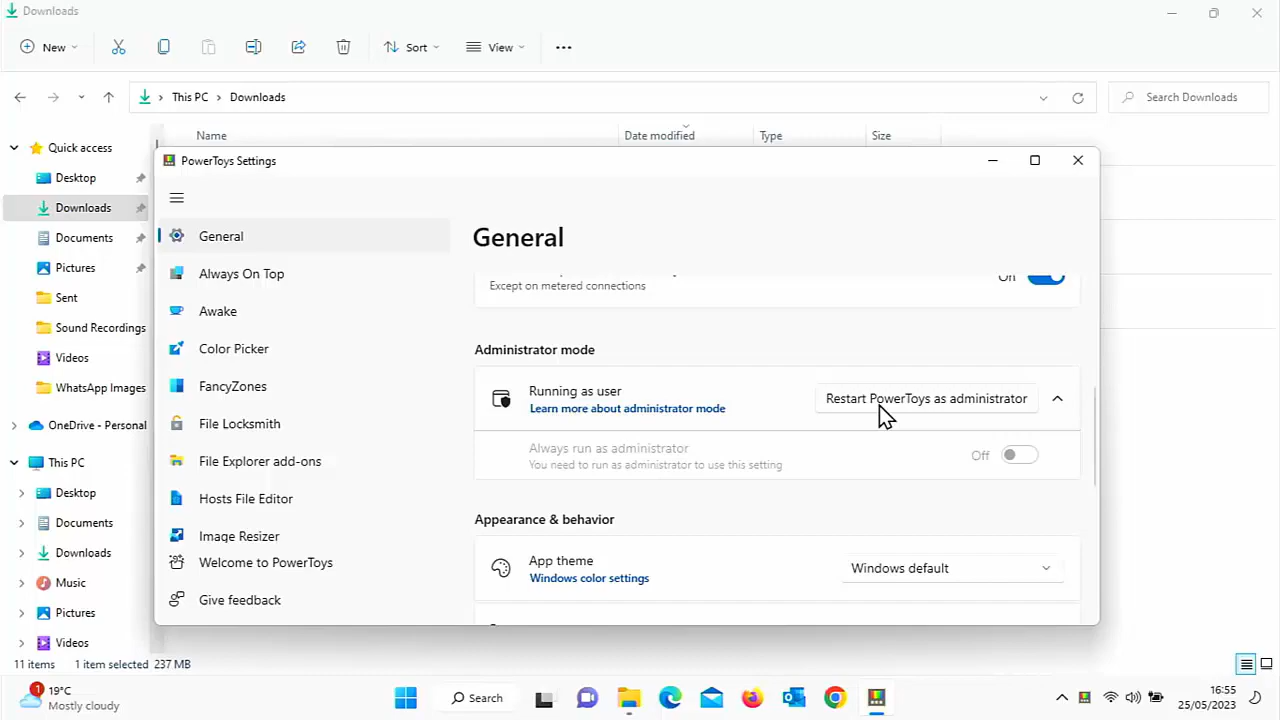 Downloads
New
Sort
View
This PC
Downloads
Search Downloads
Name
Date modified
Type
Size
Quick access
Desktop
Downloads
Documents
Pictures
Sent
Sound Recordings
Videos
WhatsApp Images
OneDrive - Personal
This PC
Desktop
Documents
Downloads
Music
Pictures
Videos
11 items
1 item selected 237 MB
PowerToys Settings
General
Always On Top
Awake
Color Picker
FancyZones
File Locksmith
File Explorer add-ons
Hosts File Editor
Image Resizer
Welcome to PowerToys
Give feedback
General
Except on metered connections
On
Administrator mode
Running as user
Learn more about administrator mode
Restart PowerToys as administrator
Always run as administrator
You need to run as administrator to use this setting
Off
Appearance & behavior
App theme
Windows color settings
Windows default
1
19°C
Mostly cloudy
Search
16:55
25/05/2023